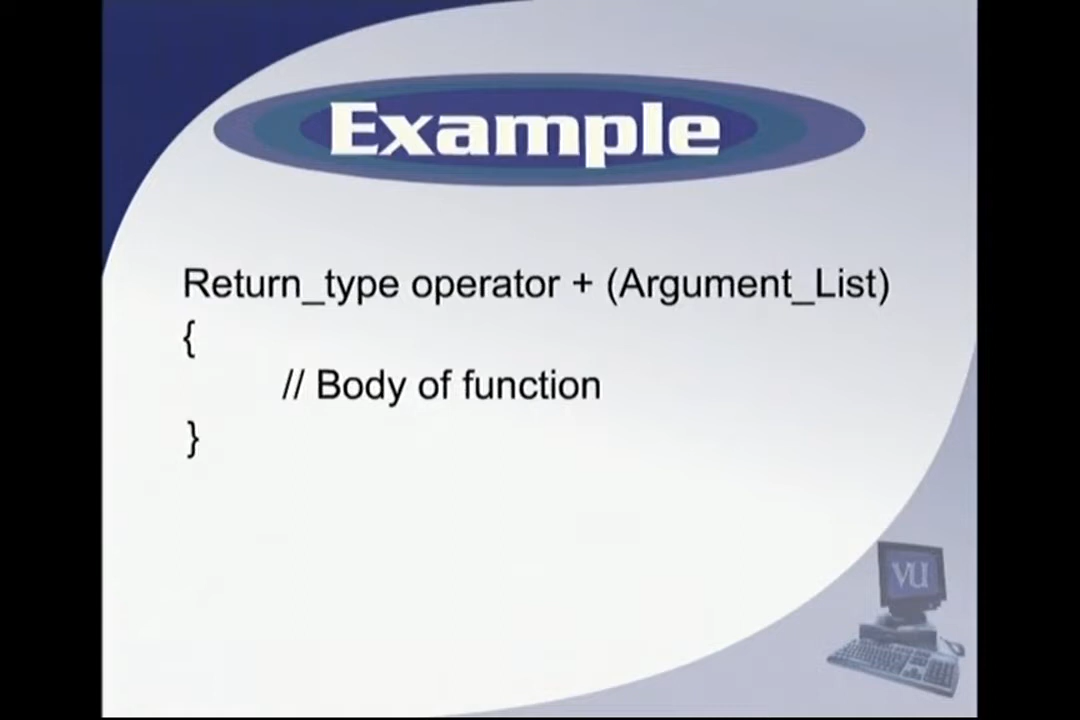 Example
Return_type operator + (Argument_List)
{
// Body of function
}
VU